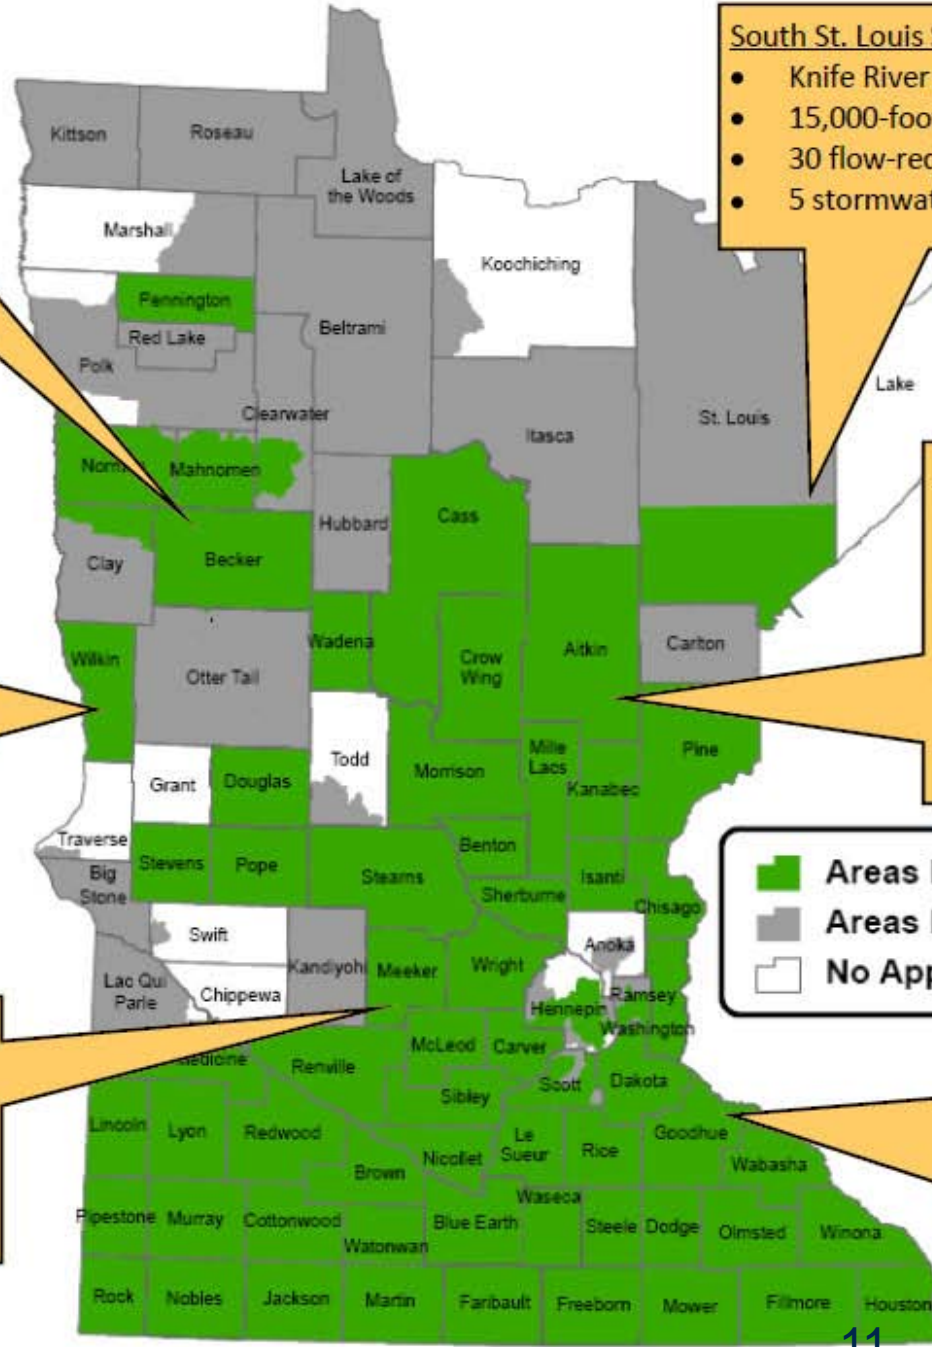 South St. Louis
Knife River
15,000-foo
30 flow-red
5 stormwat
Kittson
Roseau
Lake of
the Woods
Marshall
Koochiching
Pennington
Beltrami
Red Lake
Polk
Lake
Clearwater
St. Louis
Itasca
Norm
Mahnomen
Cass
Hubbard
Becker
Clay
Wadena
Carlton
Aitkin
Wilkin
Crow
Wing
Otter Tail
Todd
Mille
Lacs
Pine
Morrison
Grant
Douglas
Kanabec
Traverse
Benton
Stevens
Pope
Big
Stone
Stearns
Isanti
Areas
Sherburne
Chisago
Areas
Swift
Anoka
Kandiyohi
Meeker
Wright
No App
Lac Qui
Parle
Chippewa
Ramsey
Hennepin
Washington
McLeod
Carver
edicine
Renville
Scott
Dakota
Sibley
Lincoln
Lyon
Redwood
Le
Sueur
Rice
Goodhue
Nicollet
Brown
Wabasha
Waseca
Pipestone
Murray
Cottonwood
Blue Earth
Steele
Dodge
Olmsted
Winona
Watonwan
Rock
Nobles
Jackson
Martin
Faribault
Freeborn
Mower
Fillmore
Houston
11